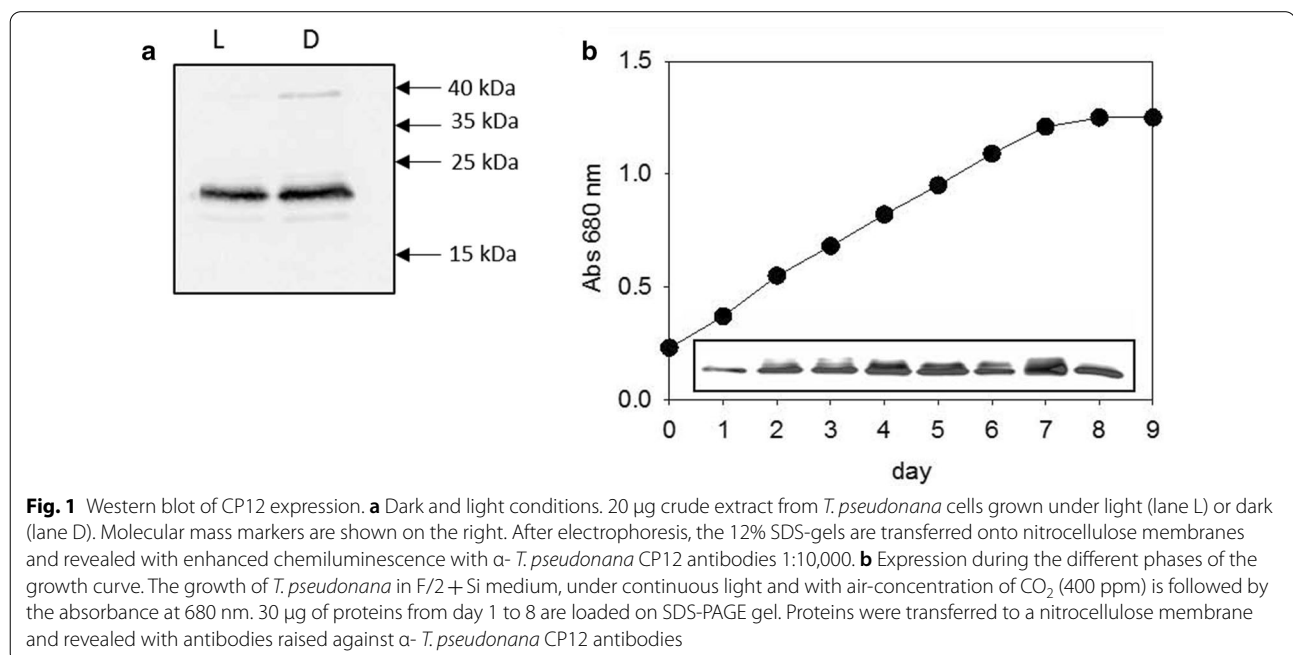 a
L D
40 kDa
35 kDa
25 kDa
15 kDa
b
1.5
1.0
0.5
0.0
Abs 680 nm
0 1 2 3 4 5 6 7 8 9
day
Fig. 1 Western blot of CP12 expression. a Dark and light conditions. 20 µg crude extract from T. pseudonana cells grown under light (lane L) or dark
(lane D). Molecular mass markers are shown on the right. After electrophoresis, the 12% SDS-gels are transferred onto nitrocellulose membranes
and revealed with enhanced chemiluminescence with α- T. pseudonana CP12 antibodies 1:10,000. b Expression during the different phases of the
growth curve. The growth of T. pseudonana in F/2 + Si medium, under continuous light and with air-concentration of CO₂ (400 ppm) is followed by
the absorbance at 680 nm. 30 µg of proteins from day 1 to 8 are loaded on SDS-PAGE gel. Proteins were transferred to a nitrocellulose membrane
and revealed with antibodies raised against α- T. pseudonana CP12 antibodies